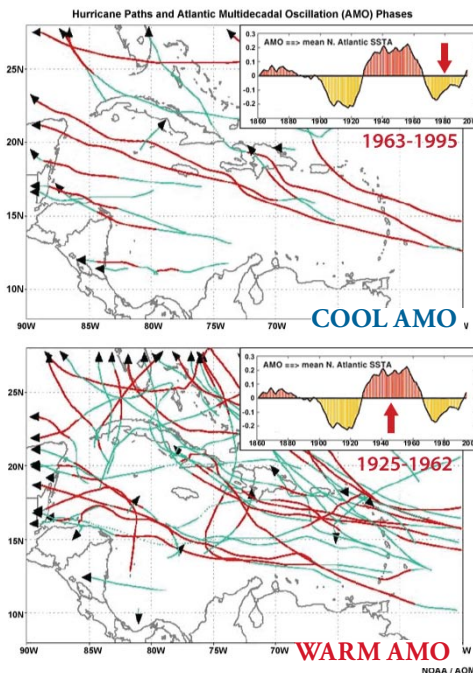 Hurricane Paths and Atlantic Multidecadal Oscillation (AMO) Phases
25N
20N
15N
10N
0.3
0.2
0.1
0
-0.1
-0.2
AMO ==> mean N. Atlantic SSTA
1860 1880 1900 1920 1940 1960 1980
1963-1995
COOL AMO
90W 85W 80W 75W 70W W
25N
20N
15N
10N
0.3
0.2
0.1
0
-0.1
-0.2
AMO ==> mean N. Atlantic SSTA
1860 1880 1900 1920 1940 1960 1980
1925-1962
WARM AMO
90W 85W 80W 75W 70W W